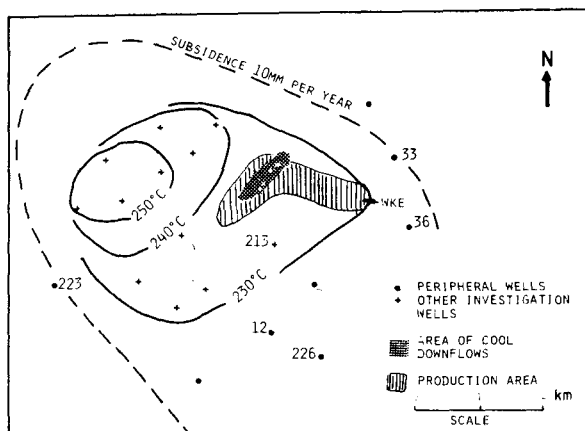 SUBSIDENCE 10MM PER YEAR
N
33
WKE
36
250°C
240°C
213
230°C
223
12
226
PERIPHERAL WELLS
OTHER INVESTIGATION
WELLS
AREA OF COOL
DOWNFLOWS
PRODUCTION AREA
km
SCALE